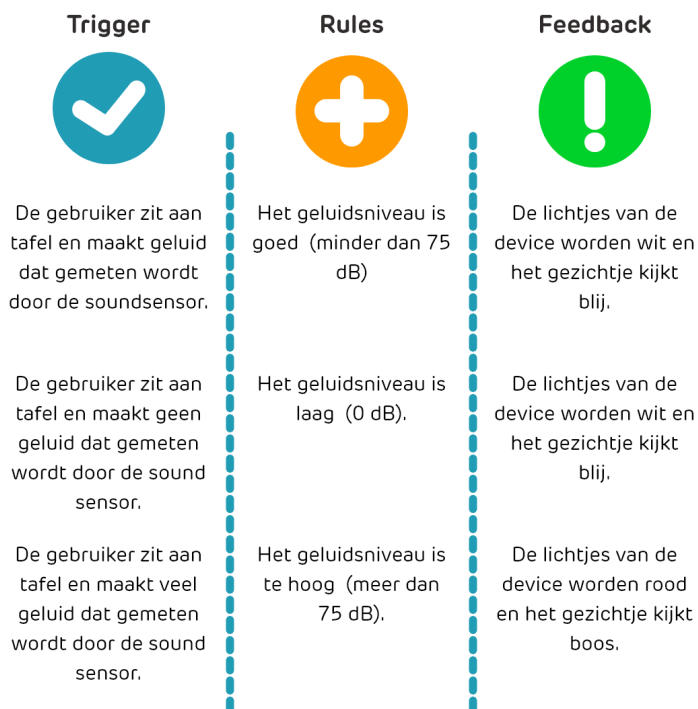 Trigger
Rules
Feedback
De gebruiker zit aan
tafel en maakt geluid
dat gemeten wordt
door de soundsensor.
Het geluidsniveau is
goed (minder dan 75
dB)
De lichtjes van de
device worden wit en
het gezichtje kijkt
blij.
De gebruiker zit aan
tafel en maakt geen
geluid dat gemeten
wordt door de sound
sensor.
Het geluidsniveau is
laag (0 dB).
De lichtjes van de
device worden wit en
het gezichtje kijkt
blij.
De gebruiker zit aan
tafel en maakt veel
geluid dat gemeten
wordt door de sound
sensor.
Het geluidsniveau is
te hoog (meer dan
75 dB).
De lichtjes van de
device worden rood
en het gezichtje kijkt
boos.